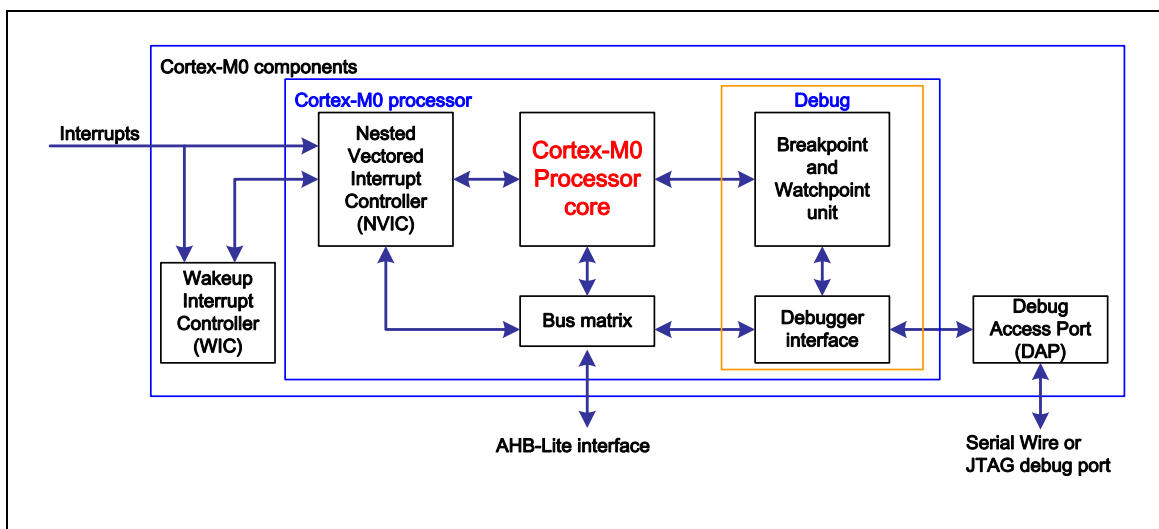 Cortex-M0 components
Cortex-M0 processor
Debug
Interrupts
Nested
Vectored
Interrupt
Controller
(NVIC)
Cortex-M0
Processor
core
Breakpoint
and
Watchpoint
unit
Wakeup
Interrupt
Controller
(WIC)
Bus matrix
Debugger
interface
Debug
Access Port
(DAP)
AHB-Lite interface
Serial Wire or
JTAG debug port